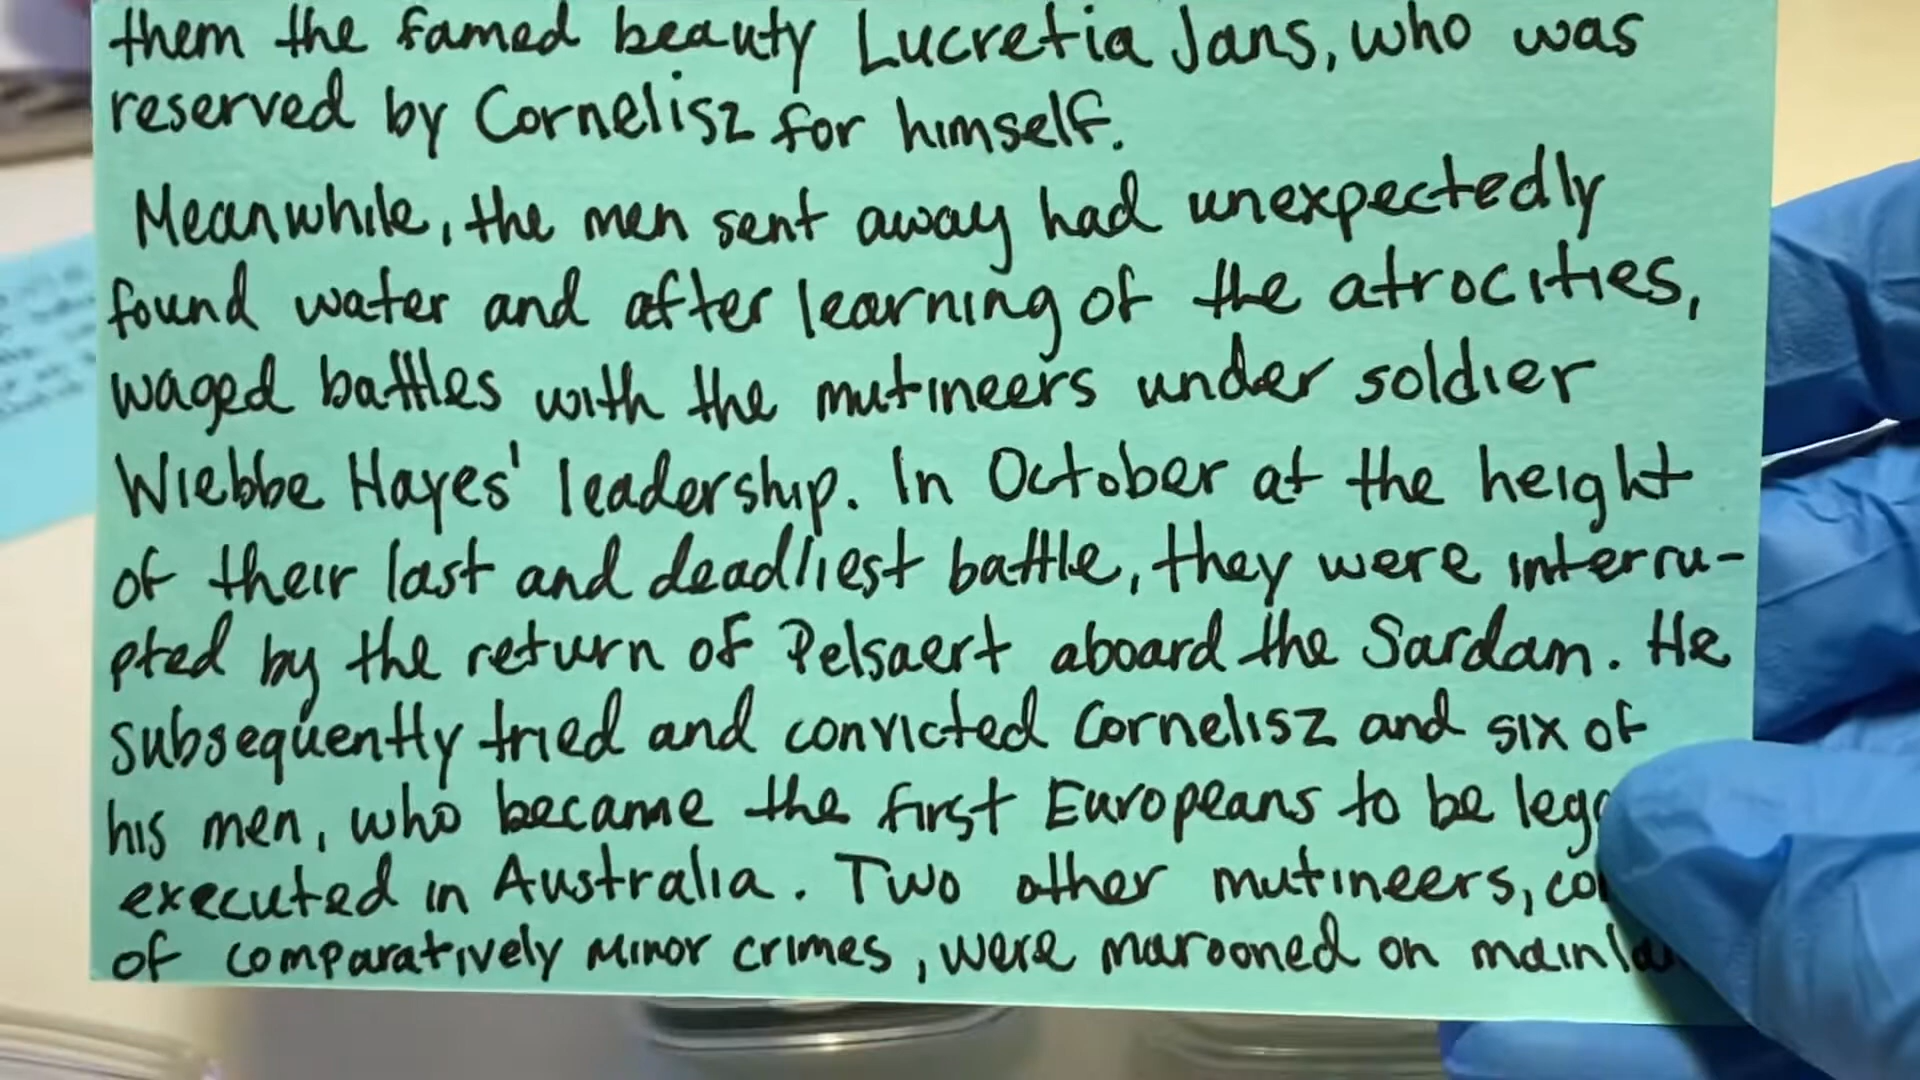 them the famed beauty Lucretia Jans, who was
reserved by Cornelisz for himself.
Meanwhile, the men sent away had unexpectedly
found water and after learning of the atrocities,
waged battles with the mutineers under soldier
Wiebbe Hayes' leadership. In October at the height
of their last and deadliest battle, they were interru-
pted by the return of Pelsaert aboard the Sardam. He
subsequently tried and convicted Cornelisz and six of
his men, who became the first Europeans to be
executed in Australia. Two other mutineers,
of comparatively minor crimes, were marooned on